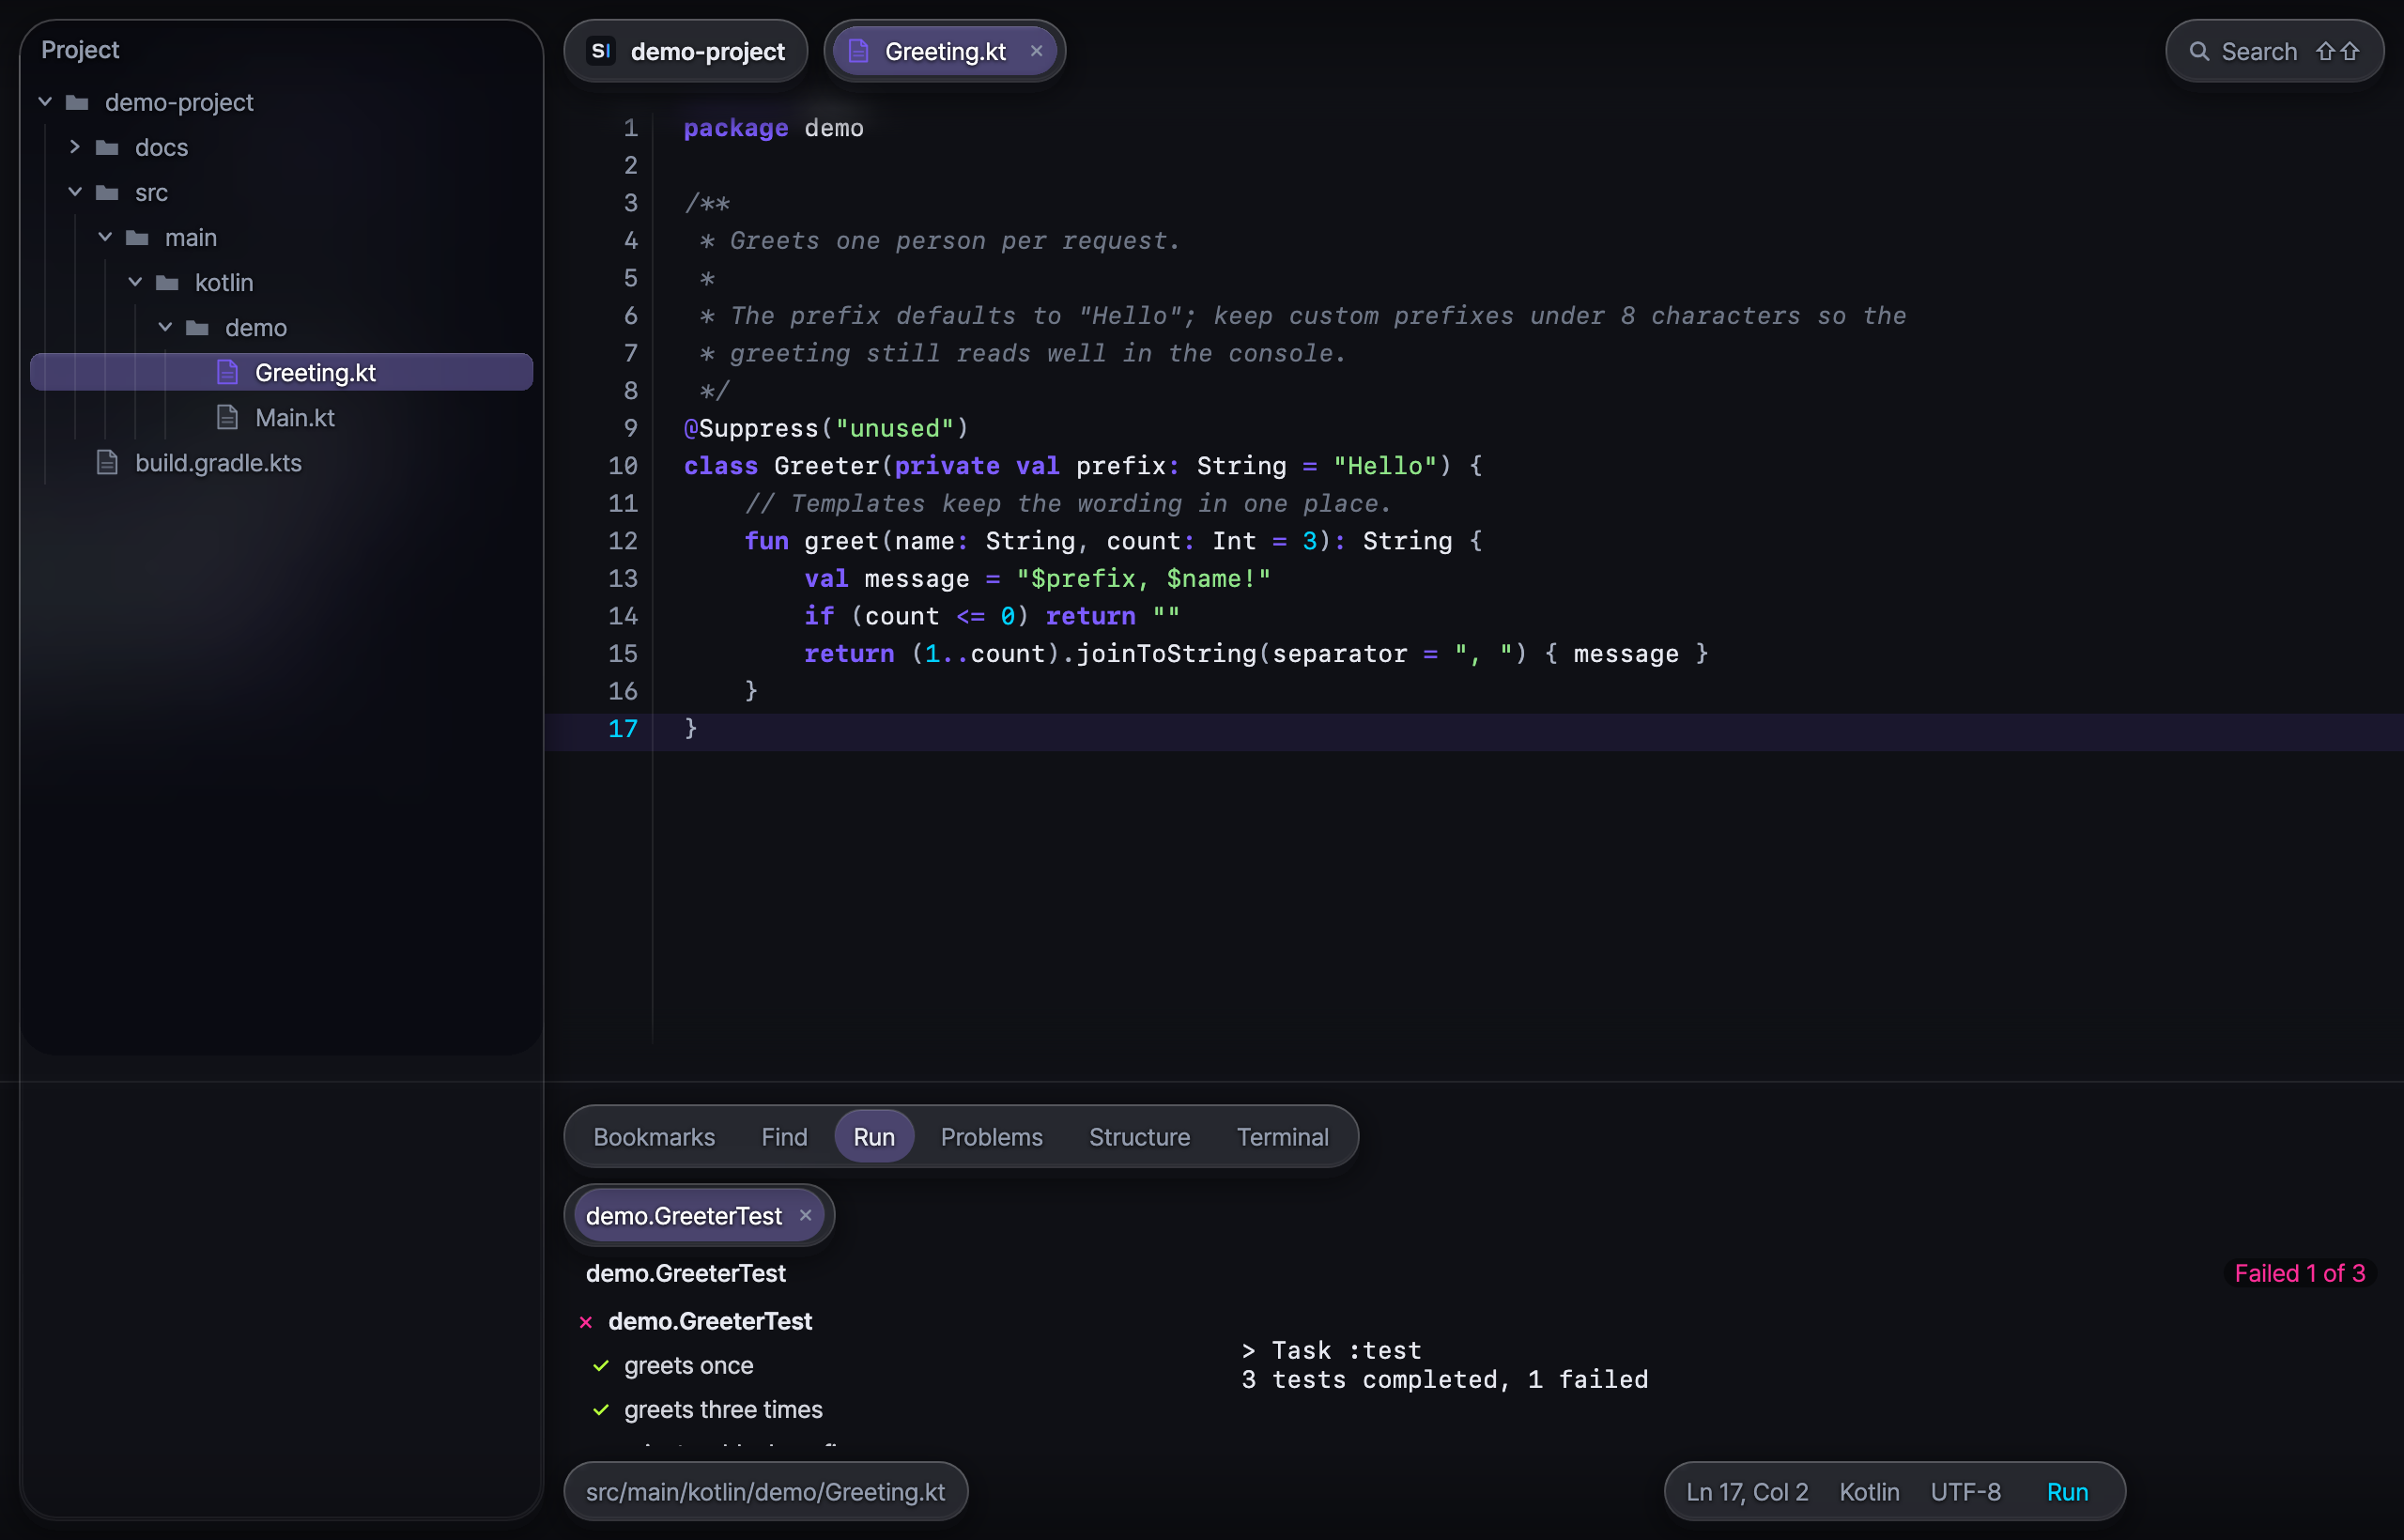 Project
demo-project
docs
src
main
kotlin
demo
Greeting.kt
Main.kt
build.gradle.kts
SI demo-project
Greeting.kt ×
Search ⇧⇧
1 package demo
2
3 /**
4  * Greets one person per request.
5  *
6  * The prefix defaults to "Hello"; keep custom prefixes under 8 characters so the
7  * greeting still reads well in the console.
8  */
9 @Suppress("unused")
10 class Greeter(private val prefix: String = "Hello") {
11     // Templates keep the wording in one place.
12     fun greet(name: String, count: Int = 3): String {
13         val message = "$prefix, $name!"
14         if (count <= 0) return ""
15         return (1..count).joinToString(separator = ", ") { message }
16     }
17 }
Bookmarks Find Run Problems Structure Terminal
demo.GreeterTest ×
demo.GreeterTest
Failed 1 of 3
× demo.GreeterTest
✓ greets once
✓ greets three times
> Task :test
3 tests completed, 1 failed
src/main/kotlin/demo/Greeting.kt
Ln 17, Col 2 Kotlin UTF-8 Run